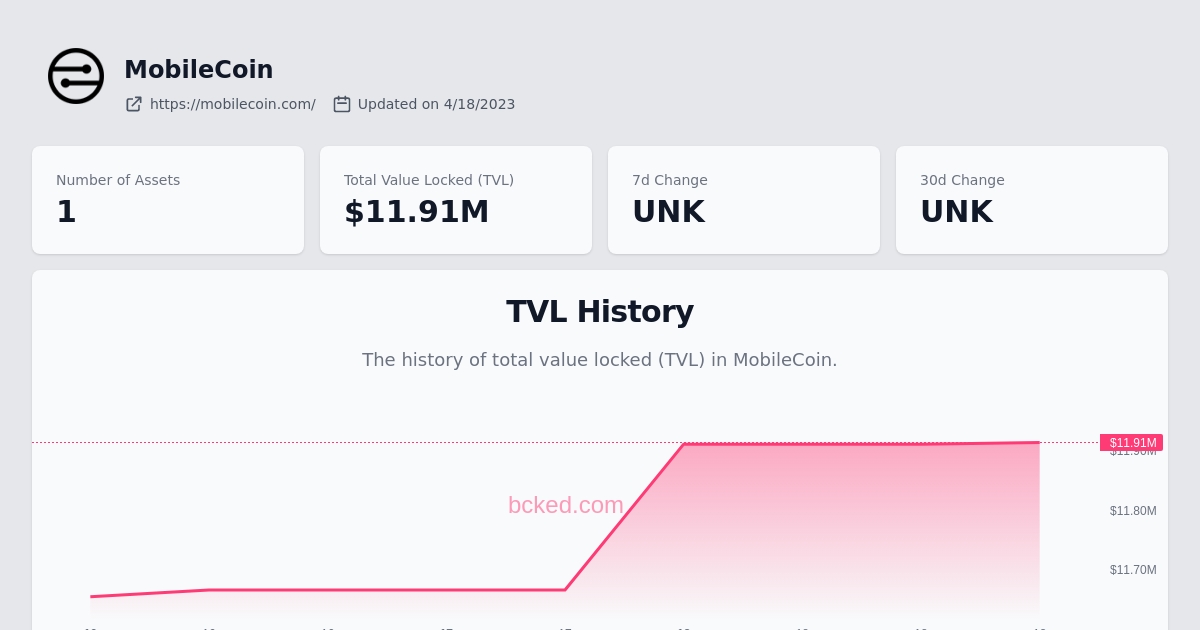 MobileCoin
https://mobilecoin.com/ Updated on 4/18/2023
Number of Assets
1
Total Value Locked (TVL)
$11.91M
7d Change
UNK
30d Change
UNK
TVL History
The history of total value locked (TVL) in MobileCoin.
$11.91M
$11.90M
bcked.com
$11.80M
$11.70M